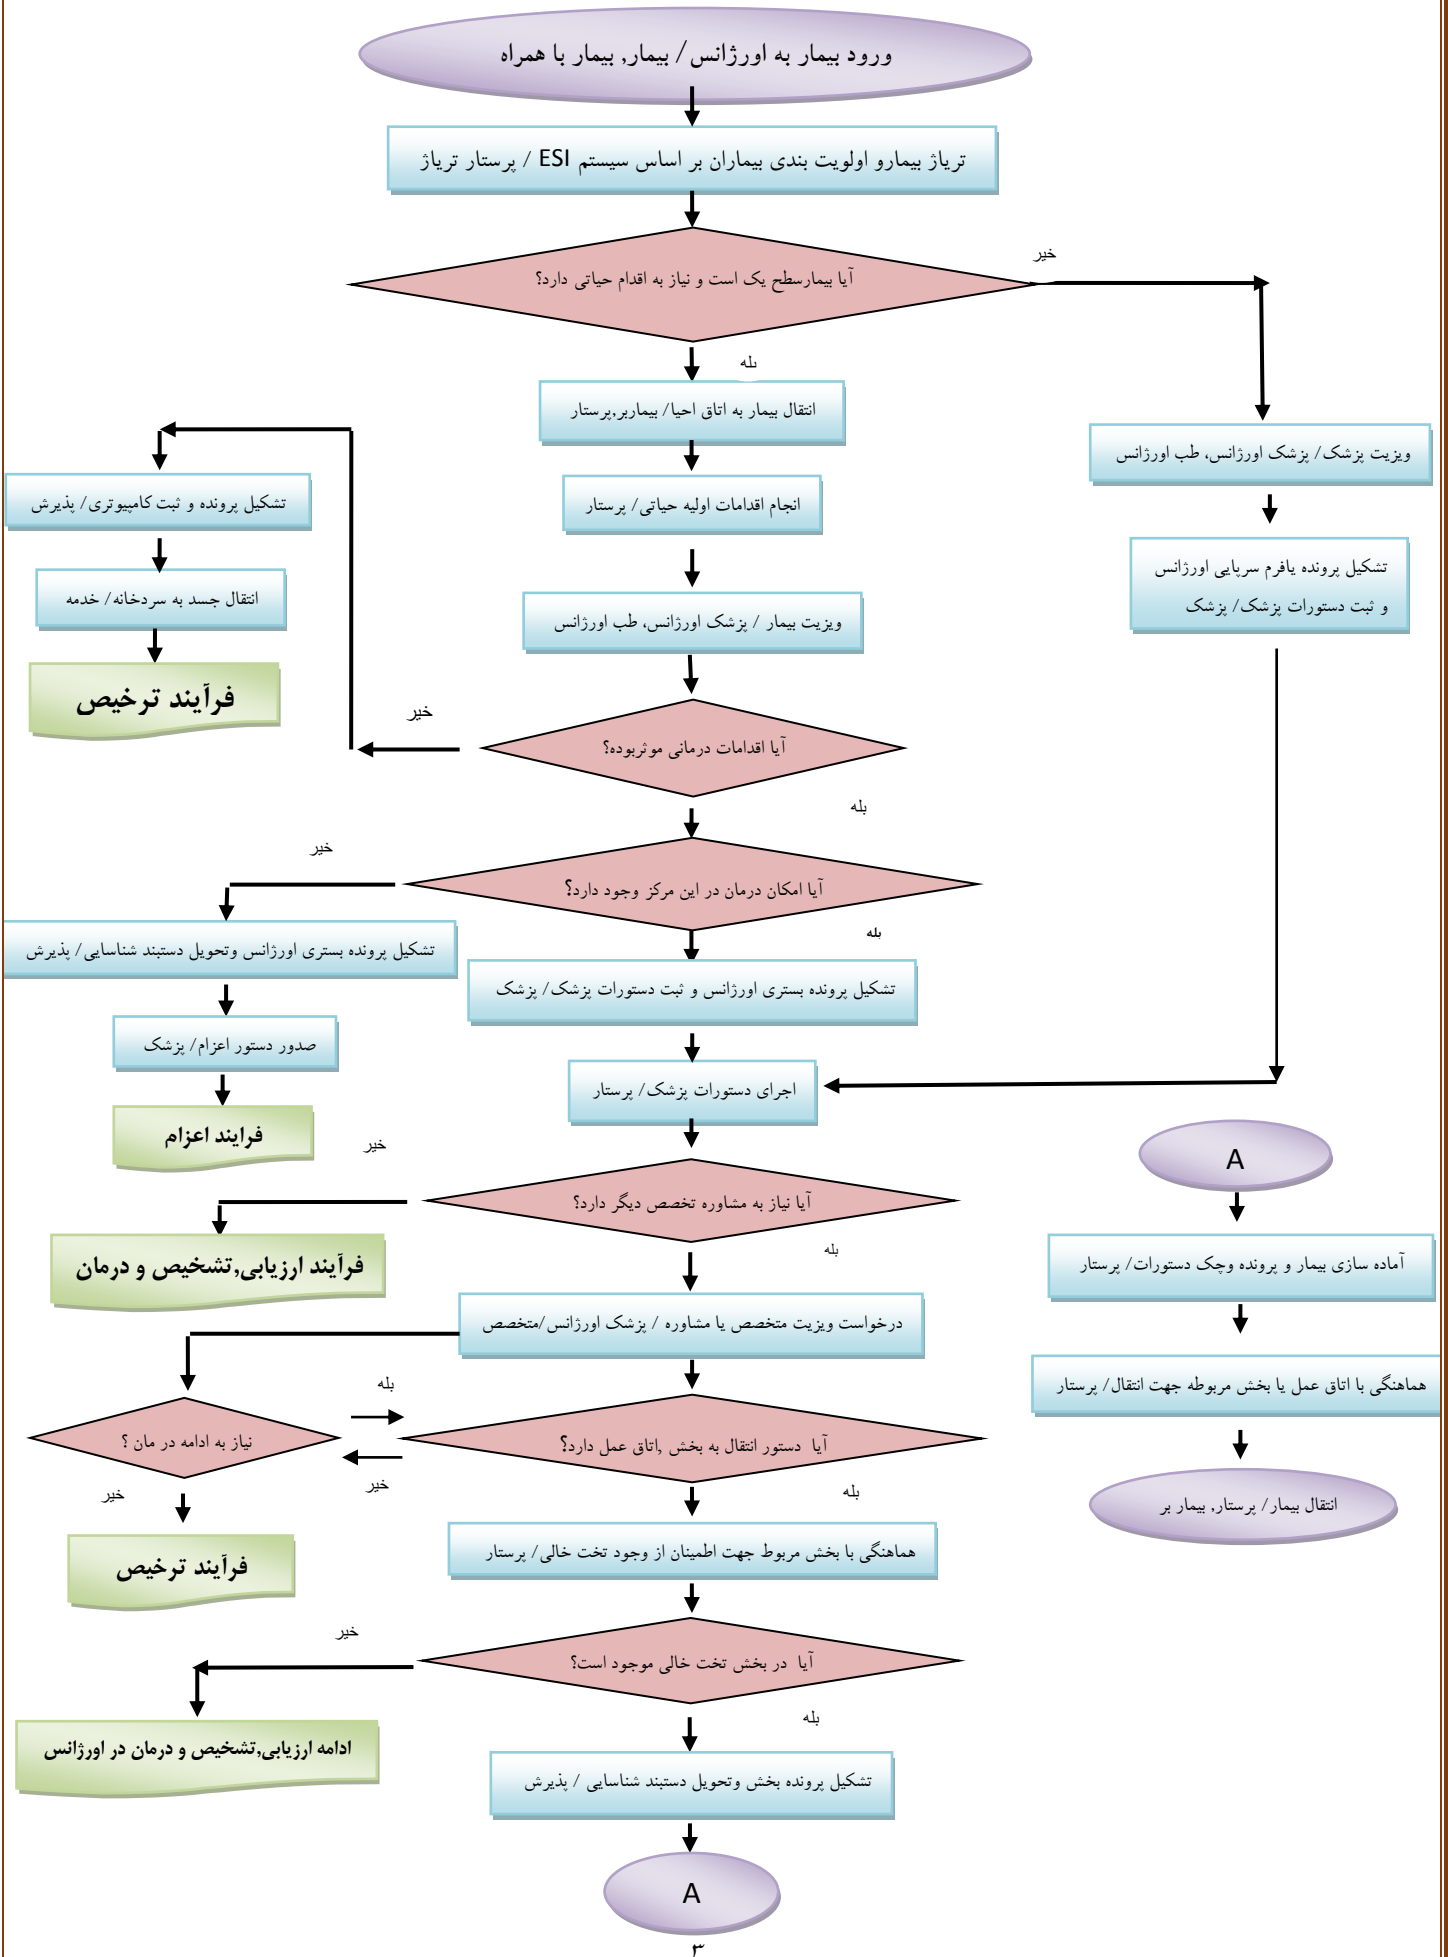 ورود بیمار به اورژانس / بیمار, بیمار با همراه
تریاژ بیمارو اولویت بندی بیماران بر اساس سیستم ESI / پرستار تریاژ
آیا بیمارسطح یک است و نیاز به اقدام حیاتی دارد؟
خیر
بله
انتقال بیمار به اتاق احیا/ بیماربر,پرستار
ویزیت پزشک/ پزشک اورژانس، طب اورژانس
تشکیل پرونده و ثبت کامپیوتری/ پذیرش
انجام اقدامات اولیه حیاتی/ پرستار
تشکیل پرونده یافرم سرپایی اورژانس
و ثبت دستورات پزشک/ پزشک
انتقال جسد به سردخانه/ خدمه
ویزیت بیمار / پزشک اورژانس، طب اورژانس
فرآیند ترخیص
خیر
آیا اقدامات درمانی موثربوده؟
بله
خیر
آیا امکان درمان در این مرکز وجود دارد؟
بله
تشکیل پرونده بستری اورژانس وتحویل دستبند شناسایی/ پذیرش
تشکیل پرونده بستری اورژانس و ثبت دستورات پزشک/ پزشک
صدور دستور اعزام/ پزشک
اجرای دستورات پزشک/ پرستار
فرایند اعزام
خیر
A
آیا نیاز به مشاوره تخصص دیگر دارد؟
بله
فرآیند ارزیابی,تشخیص و درمان
آماده سازی بیمار و پرونده وچک دستورات/ پرستار
درخواست ویزیت متخصص یا مشاوره / پزشک اورژانس/متخصص
هماهنگی با اتاق عمل یا بخش مربوطه جهت انتقال/ پرستار
بله
نیاز به ادامه در مان ؟
آیا دستور انتقال به بخش ,اتاق عمل دارد؟
خیر
خیر
بله
انتقال بیمار/ پرستار, بیمار بر
فرآیند ترخیص
هماهنگی با بخش مربوط جهت اطمینان از وجود تخت خالی/ پرستار
خیر
آیا در بخش تخت خالی موجود است؟
بله
ادامه ارزیابی,تشخیص و درمان در اورژانس
تشکیل پرونده بخش وتحویل دستبند شناسایی / پذیرش
A
۳